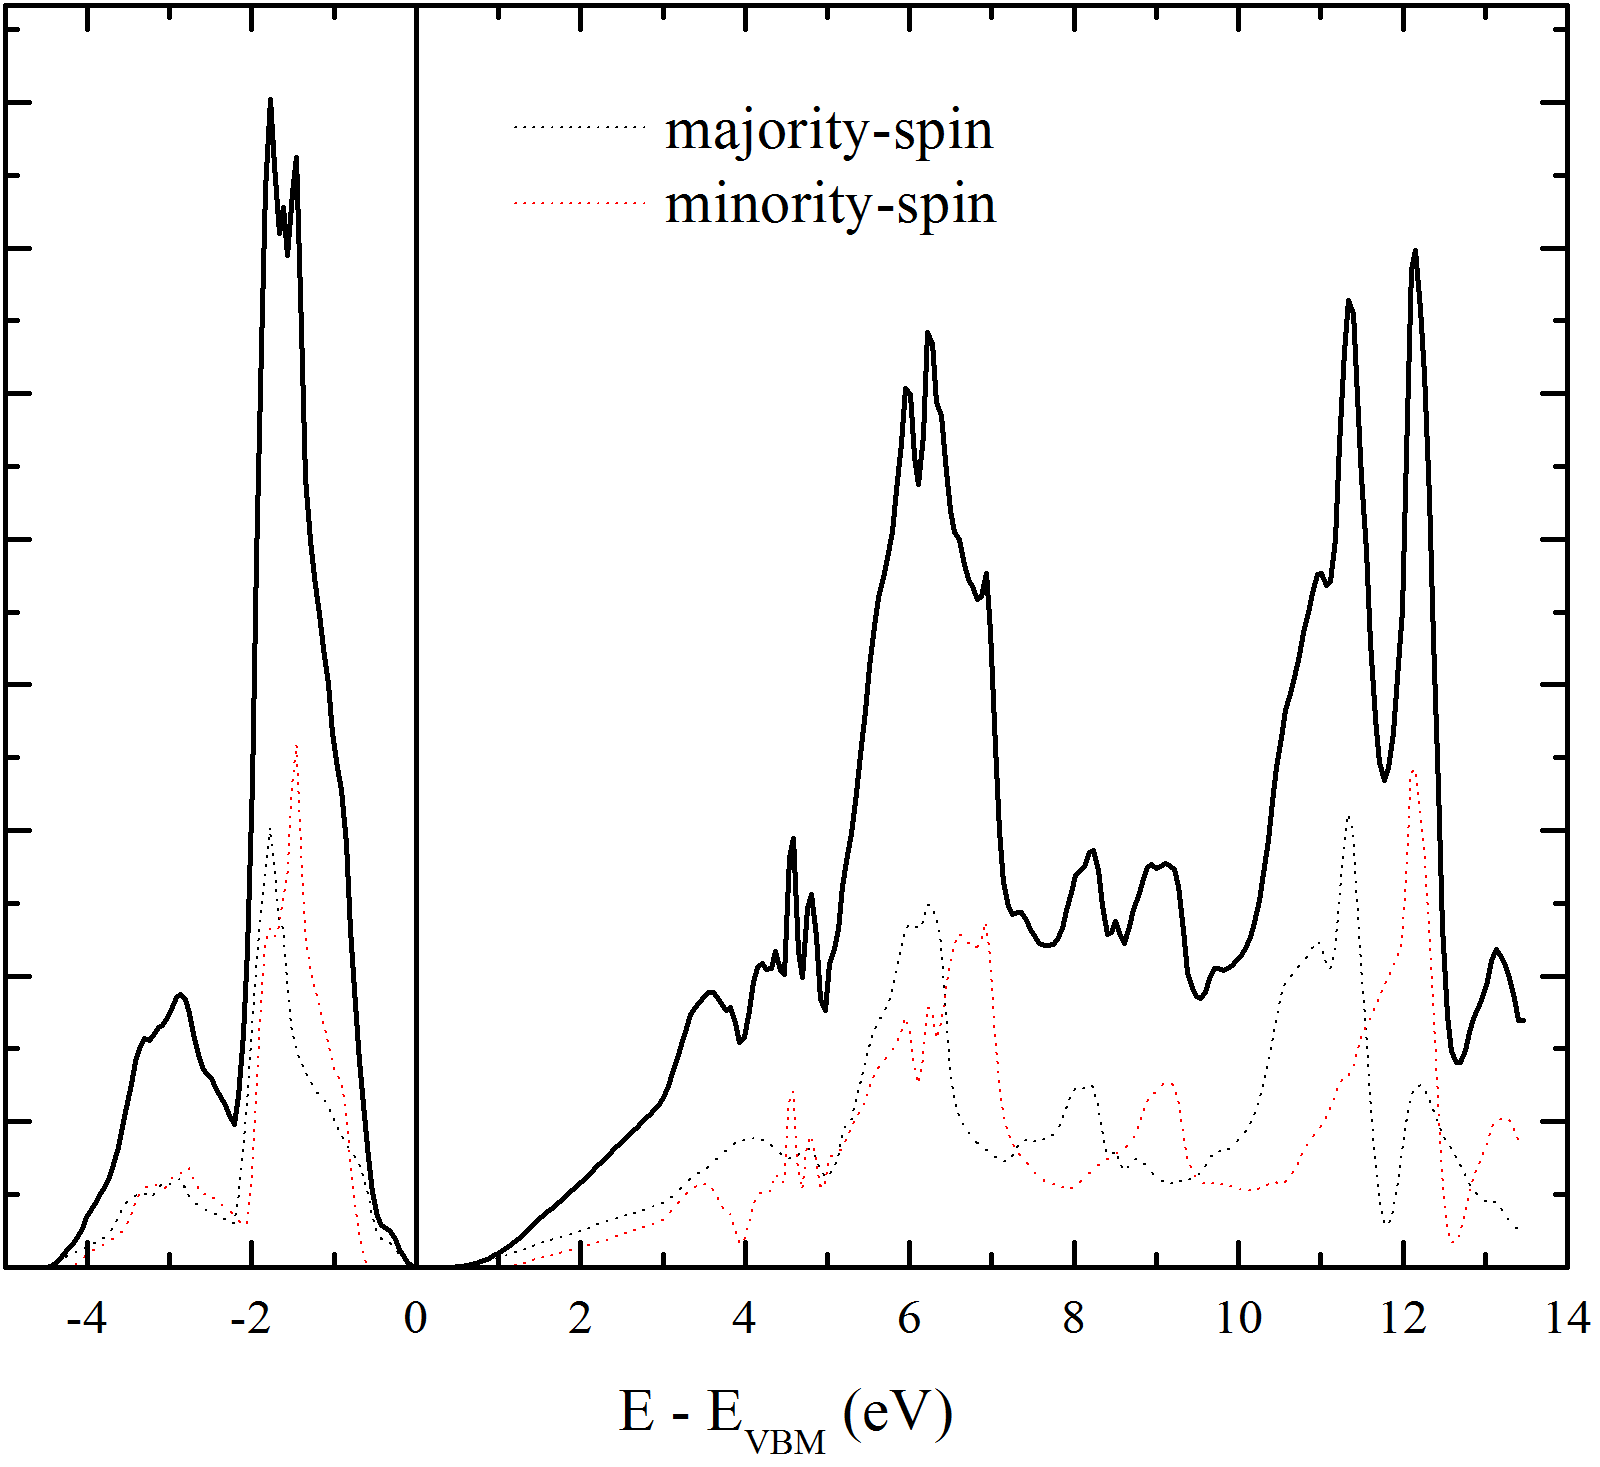 majority-spin
minority-spin
-4 -2 0 2 4 6 8 10 12 14
E - E_VBM (eV)